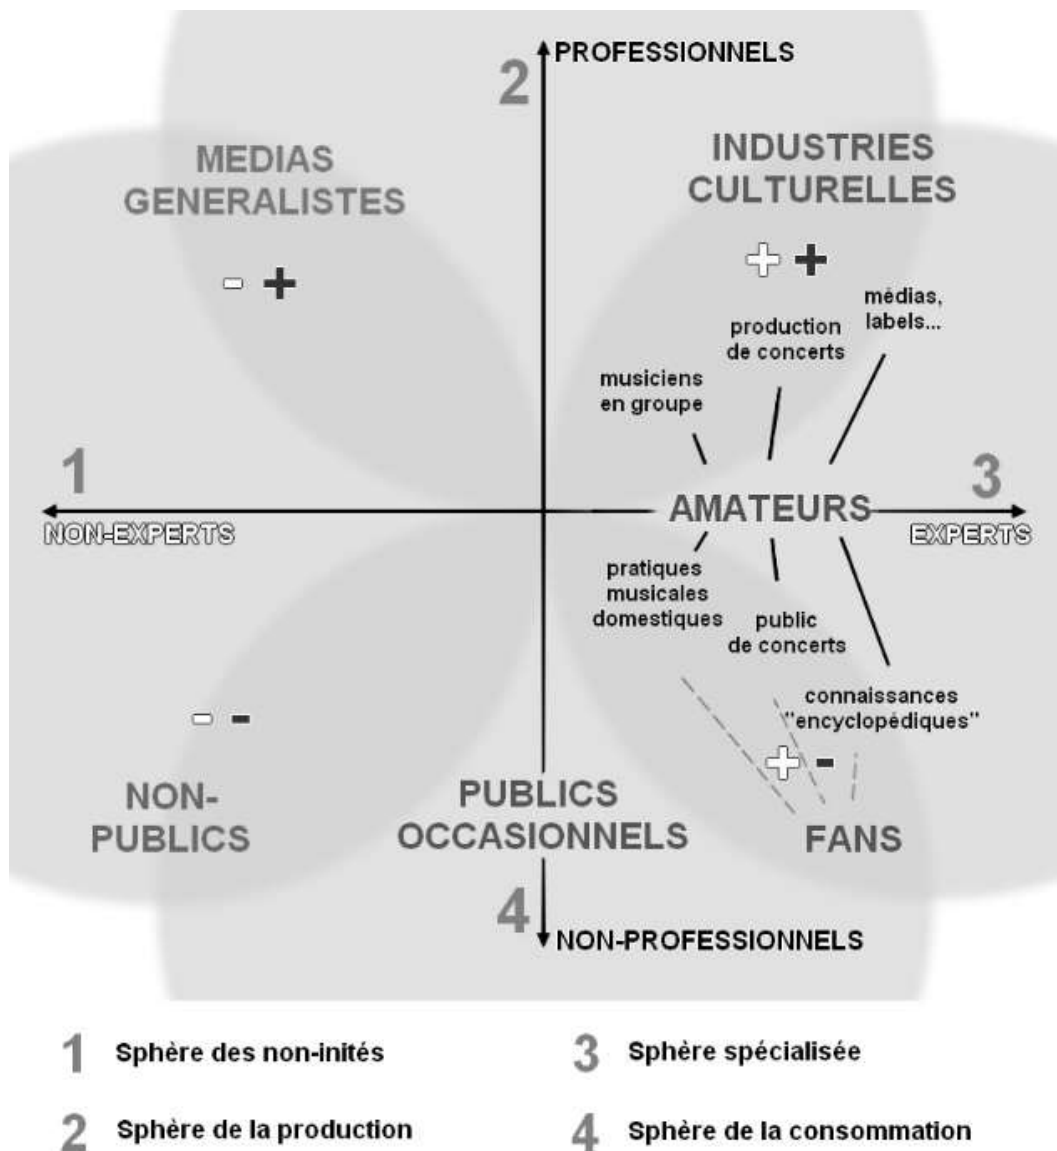 2
PROFESSIONNELS
MEDIAS
GENERALISTES
INDUSTRIES
CULTURELLES
- +
+ +
médias,
labels...
production
de concerts
musiciens
en groupe
1
3
AMATEURS
NON-EXPERTS
EXPERTS
pratiques
musicales
domestiques
public
de concerts
connaissances
"encyclopédiques"
- -
+ -
NON-
PUBLICS
PUBLICS
OCCASIONNELS
FANS
4
NON-PROFESSIONNELS
1 Sphère des non-inités
3 Sphère spécialisée
2 Sphère de la production
4 Sphère de la consommation